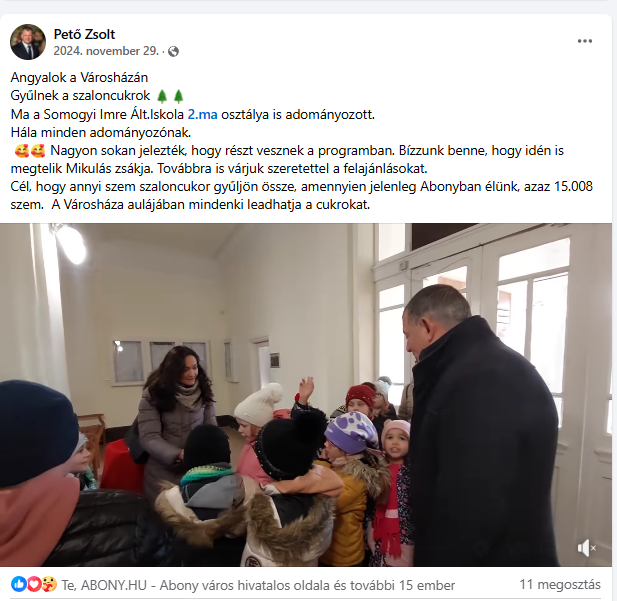 Pető Zsolt
2024. november 29. ·
Angyalok a Városházán
Gyűlnek a szaloncukrok 🌲🌲
Ma a Somogyi Imre Ált.Iskola 2.ma osztálya is adományozott.
Hála minden adományozónak.
🥰🥰 Nagyon sokan jelezték, hogy részt vesznek a programban. Bízzunk benne, hogy idén is
megtelik Mikulás zsákja. Továbbra is várjuk szeretettel a felajánlásokat.
Cél, hogy annyi szem szaloncukor gyűljön össze, amennyien jelenleg Abonyban élünk, azaz 15.008
szem. A Városháza aulájában mindenki leadhatja a cukrokat.
Te, ABONY.HU - Abony város hivatalos oldala és további 15 ember 11 megosztás